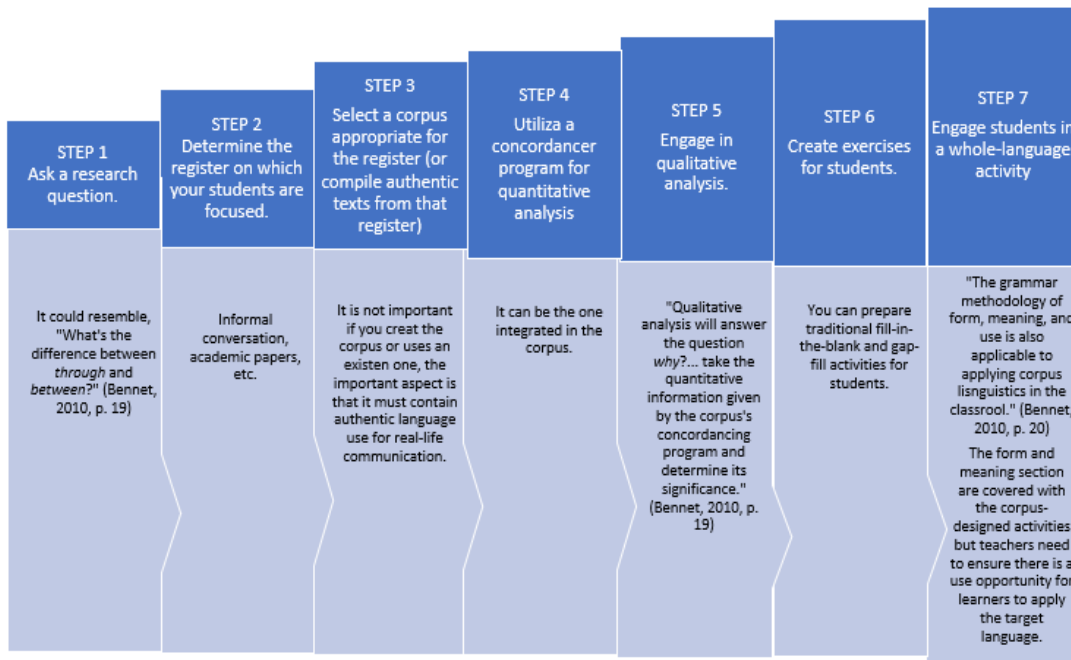 STEP 1
Ask a research
question.
It could resemble,
"What's the
difference between
through and
between?" (Bennet,
2010, p. 19)
STEP 2
Determine the
register on which
your students are
focused.
Informal
conversation,
academic papers,
etc.
STEP 3
Select a corpus
appropriate for
the register (or
compile authentic
texts from that
register)
It is not important
if you creat the
corpus or uses an
existen one, the
important aspect is
that it must contain
authentic language
use for real-life
communication.
STEP 4
Utiliza a
concordancer
program for
quantitative
analysis
It can be the one
integrated in the
corpus.
STEP 5
Engage in
qualitative
analysis.
"Qualitative
analysis will answer
the question
why?... take the
quantitative
information given
by the corpus's
concordancing
program and
determine its
significance."
(Bennet, 2010, p.
19)
STEP 6
Create exercises
for students.
You can prepare
traditional fill-in-
the-blank and gap-
fill activities for
students.
STEP 7
Engage students in
a whole-language
activity
"The grammar
methodology of
form, meaning, and
use is also
applicable to
applying corpus
lisnguistics in the
classrool." (Bennet,
2010, p. 20)
The form and
meaning section
are covered with
the corpus-
designed activities
but teachers need
to ensure there is a
use opportunity for
learners to apply
the target
language.